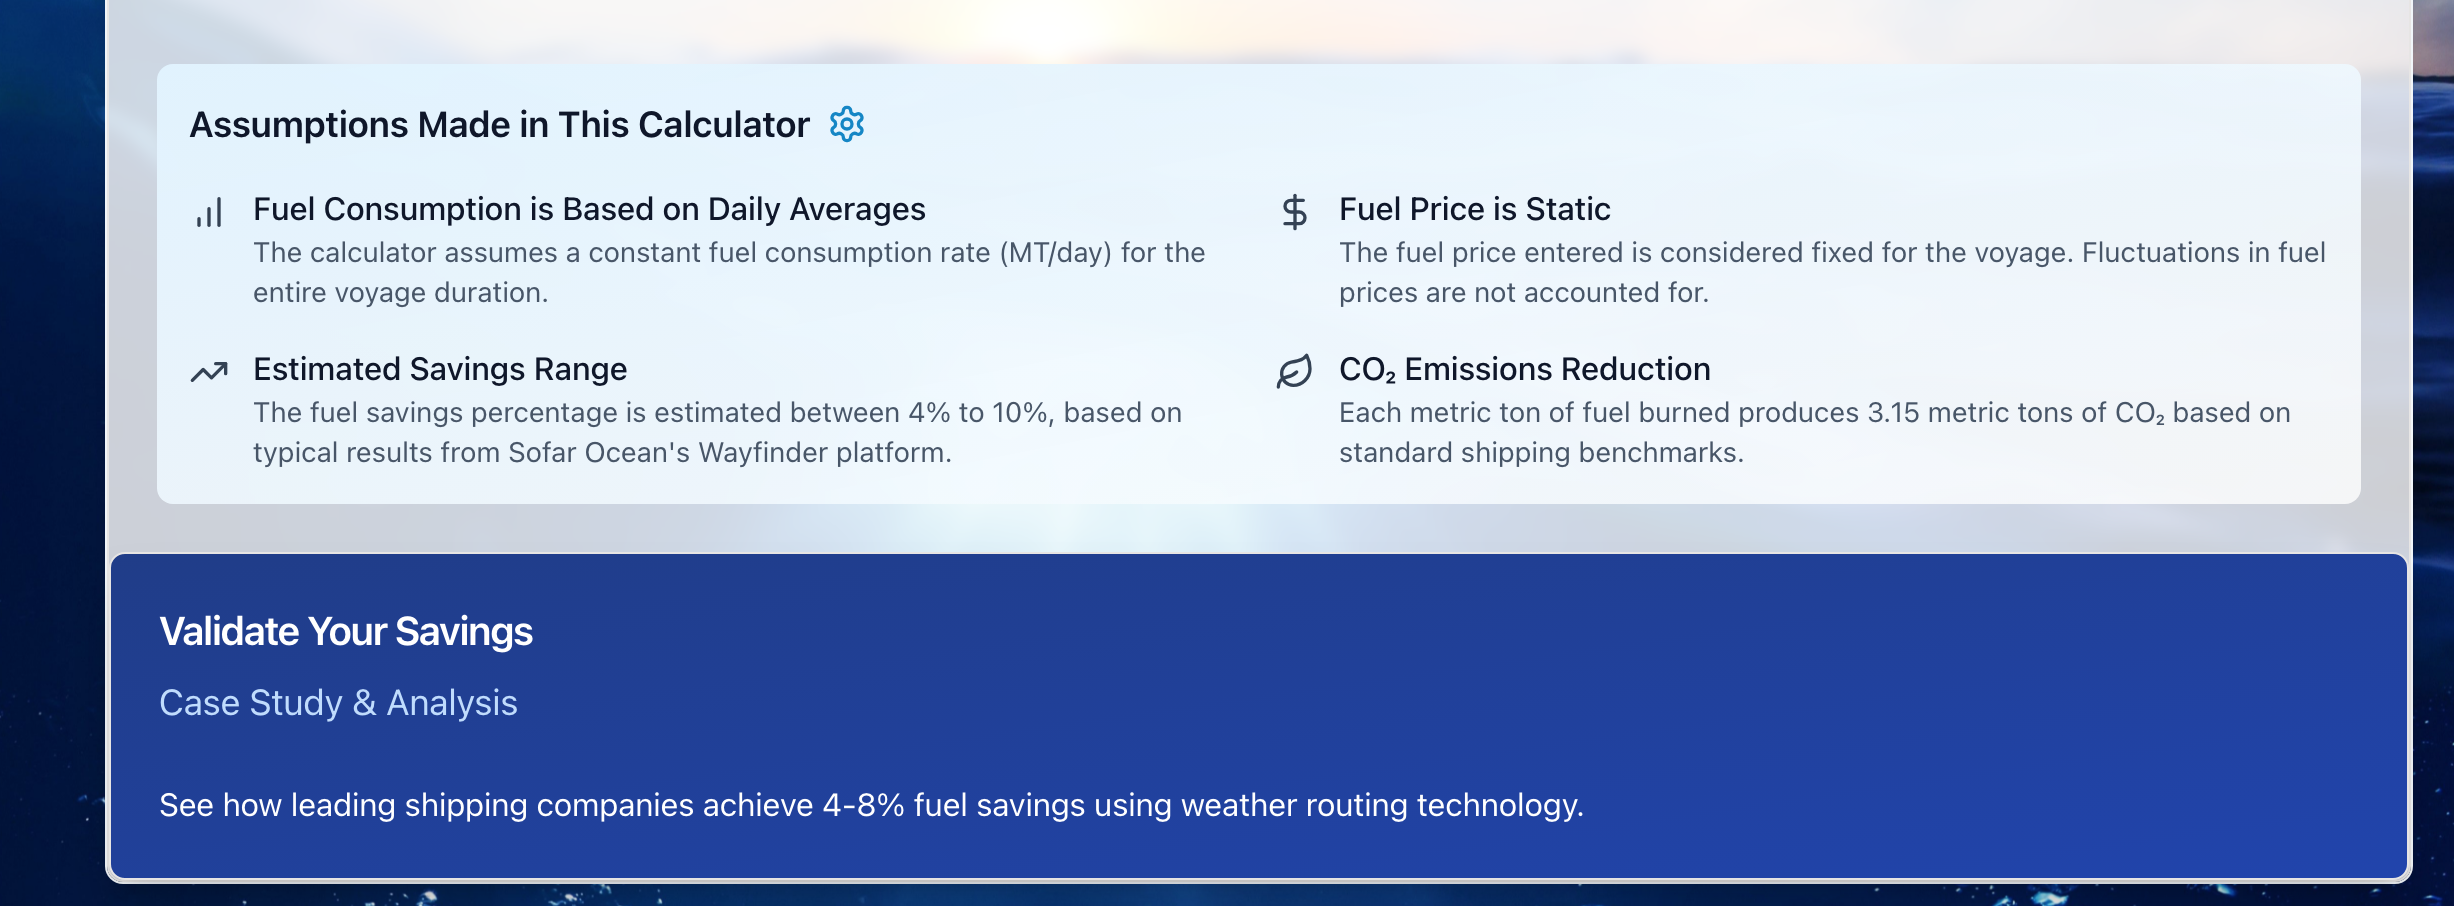 Assumptions Made in This Calculator
Fuel Consumption is Based on Daily Averages
The calculator assumes a constant fuel consumption rate (MT/day) for the
entire voyage duration.
Fuel Price is Static
The fuel price entered is considered fixed for the voyage. Fluctuations in fuel
prices are not accounted for.
Estimated Savings Range
The fuel savings percentage is estimated between 4% to 10%, based on
typical results from Sofar Ocean's Wayfinder platform.
CO₂ Emissions Reduction
Each metric ton of fuel burned produces 3.15 metric tons of CO₂ based on
standard shipping benchmarks.
Validate Your Savings
Case Study & Analysis
See how leading shipping companies achieve 4-8% fuel savings using weather routing technology.